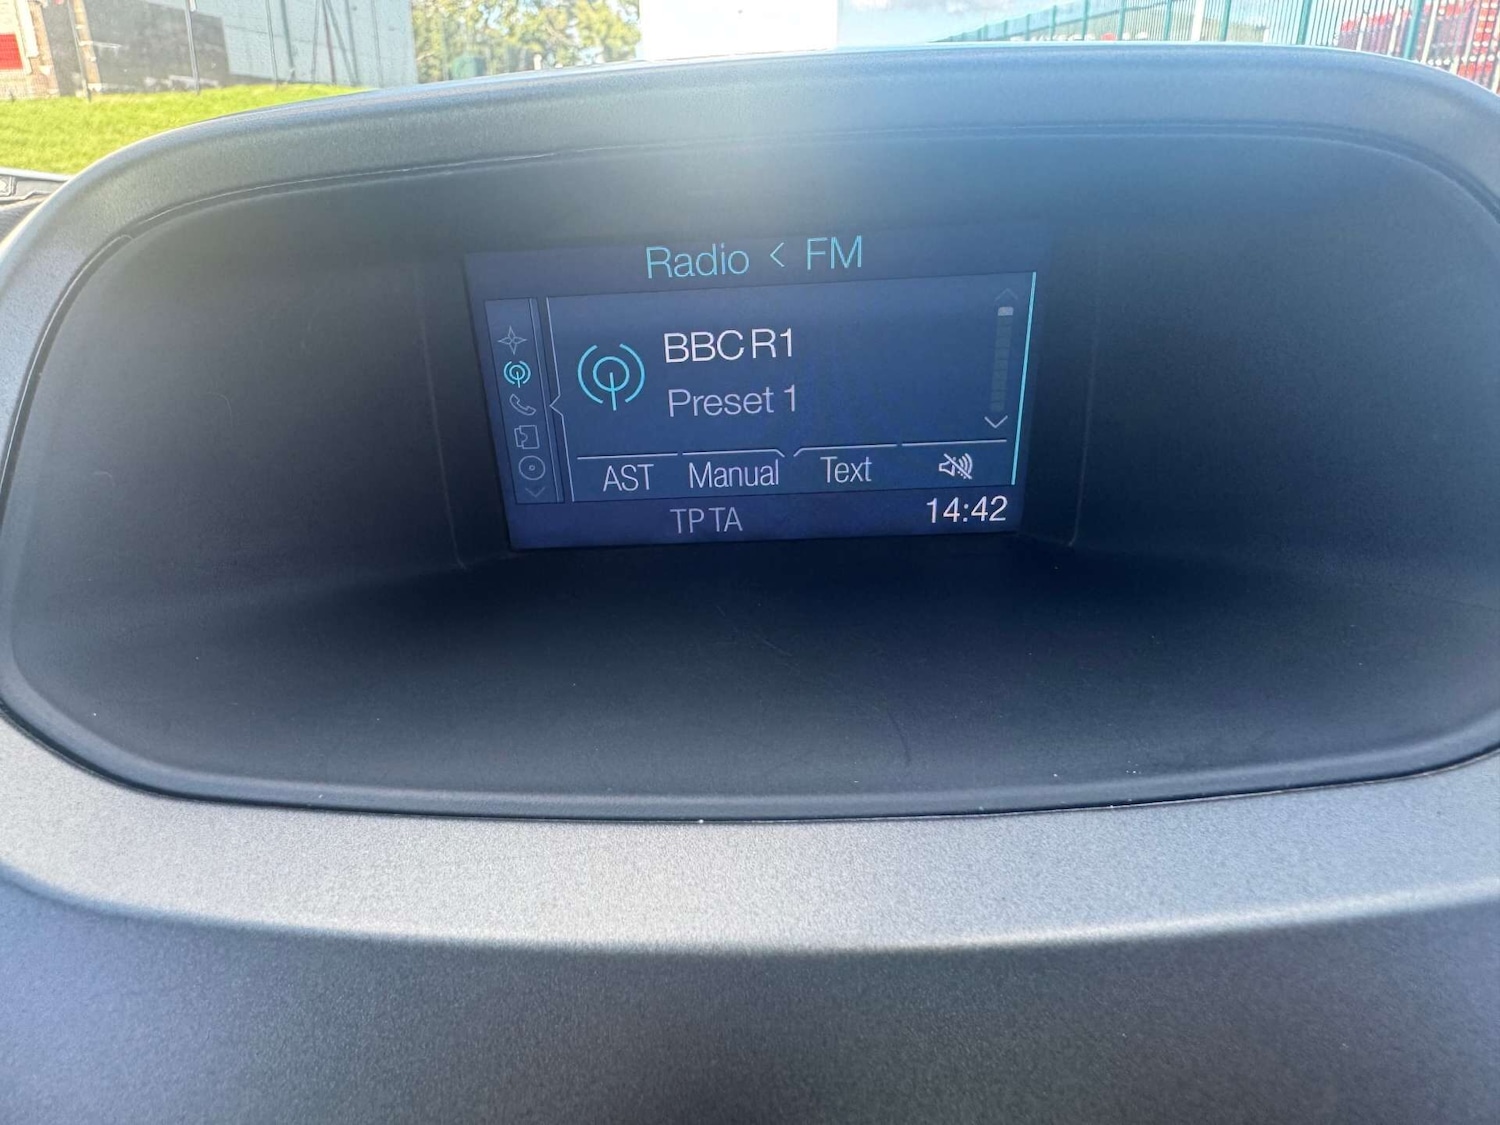 Radio < FM
BBC R1
Preset 1
AST Manual Text
TP TA 14:42